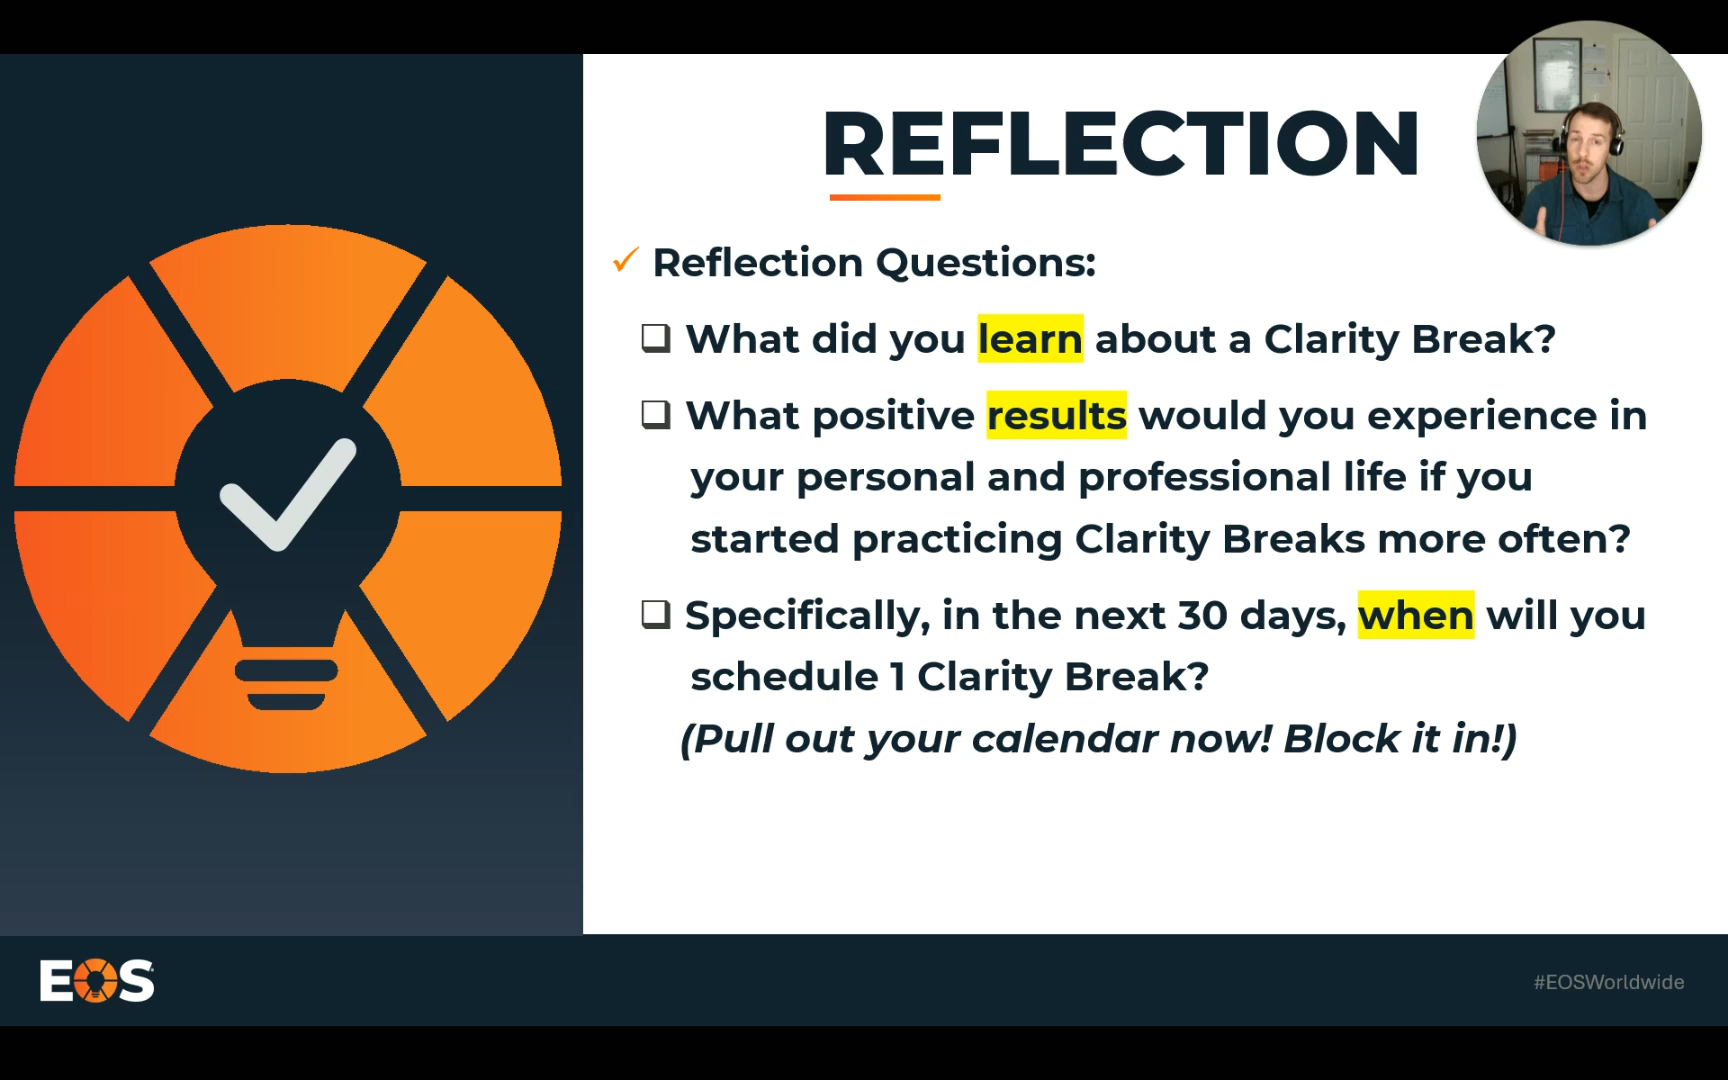 REFLECTION
Reflection Questions:
What did you learn about a Clarity Break?
What positive results would you experience in
your personal and professional life if you
started practicing Clarity Breaks more often?
Specifically, in the next 30 days, when will you
schedule 1 Clarity Break?
(Pull out your calendar now! Block it in!)
EOS
#EOSWorldwide